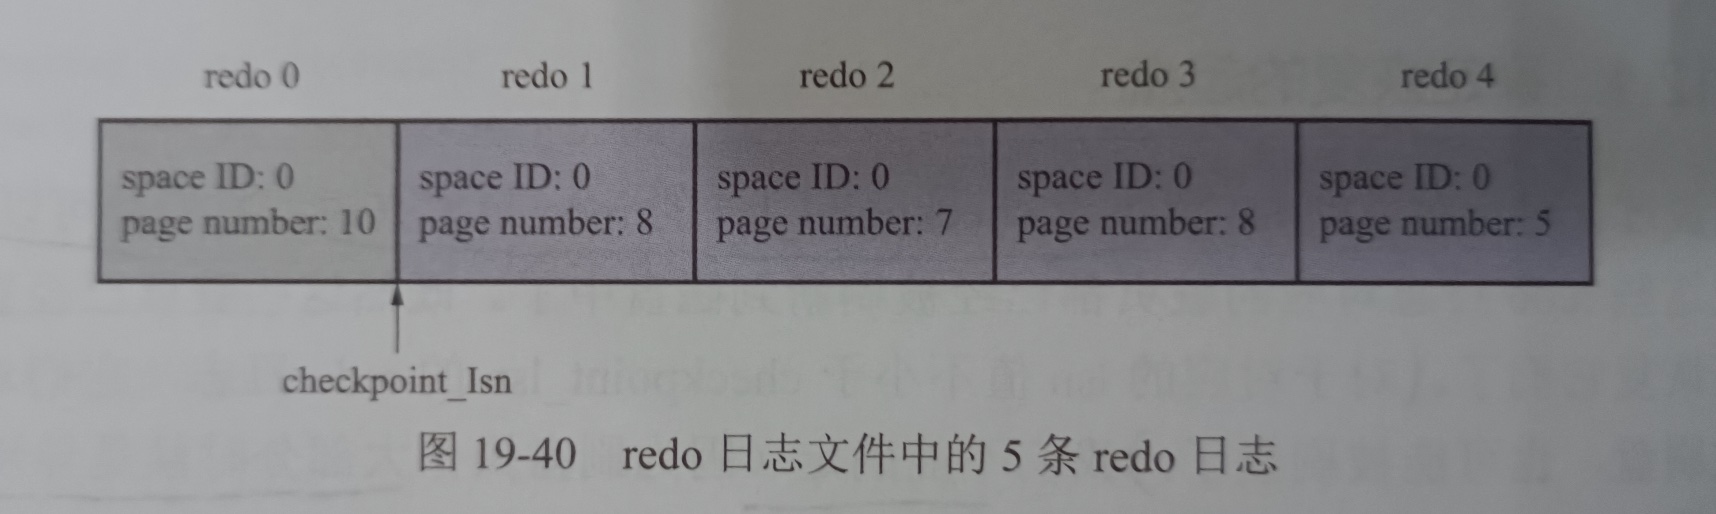 redo 0
redo 1
redo 2
redo 3
redo 4
space ID: 0
page number: 10
space ID: 0
page number: 8
space ID: 0
page number: 7
space ID: 0
page number: 8
space ID: 0
page number: 5
checkpoint_Isn
图 19-40 redo 日志文件中的 5 条 redo 日志